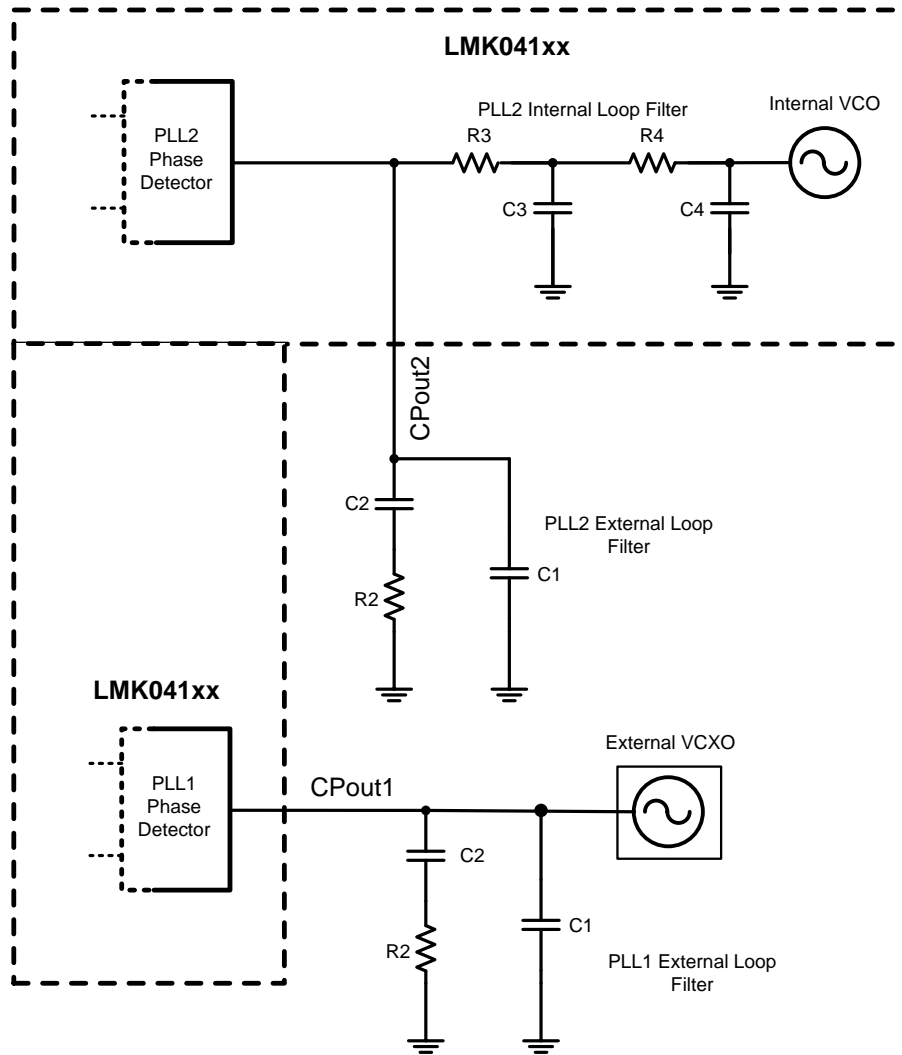 LMK041xx
PLL2
Phase
Detector
PLL2 Internal Loop Filter
Internal VCO
R3
R4
C3
C4
CPout2
C2
R2
C1
PLL2 External Loop
Filter
LMK041xx
PLL1
Phase
Detector
CPout1
External VCXO
C2
R2
C1
PLL1 External Loop
Filter